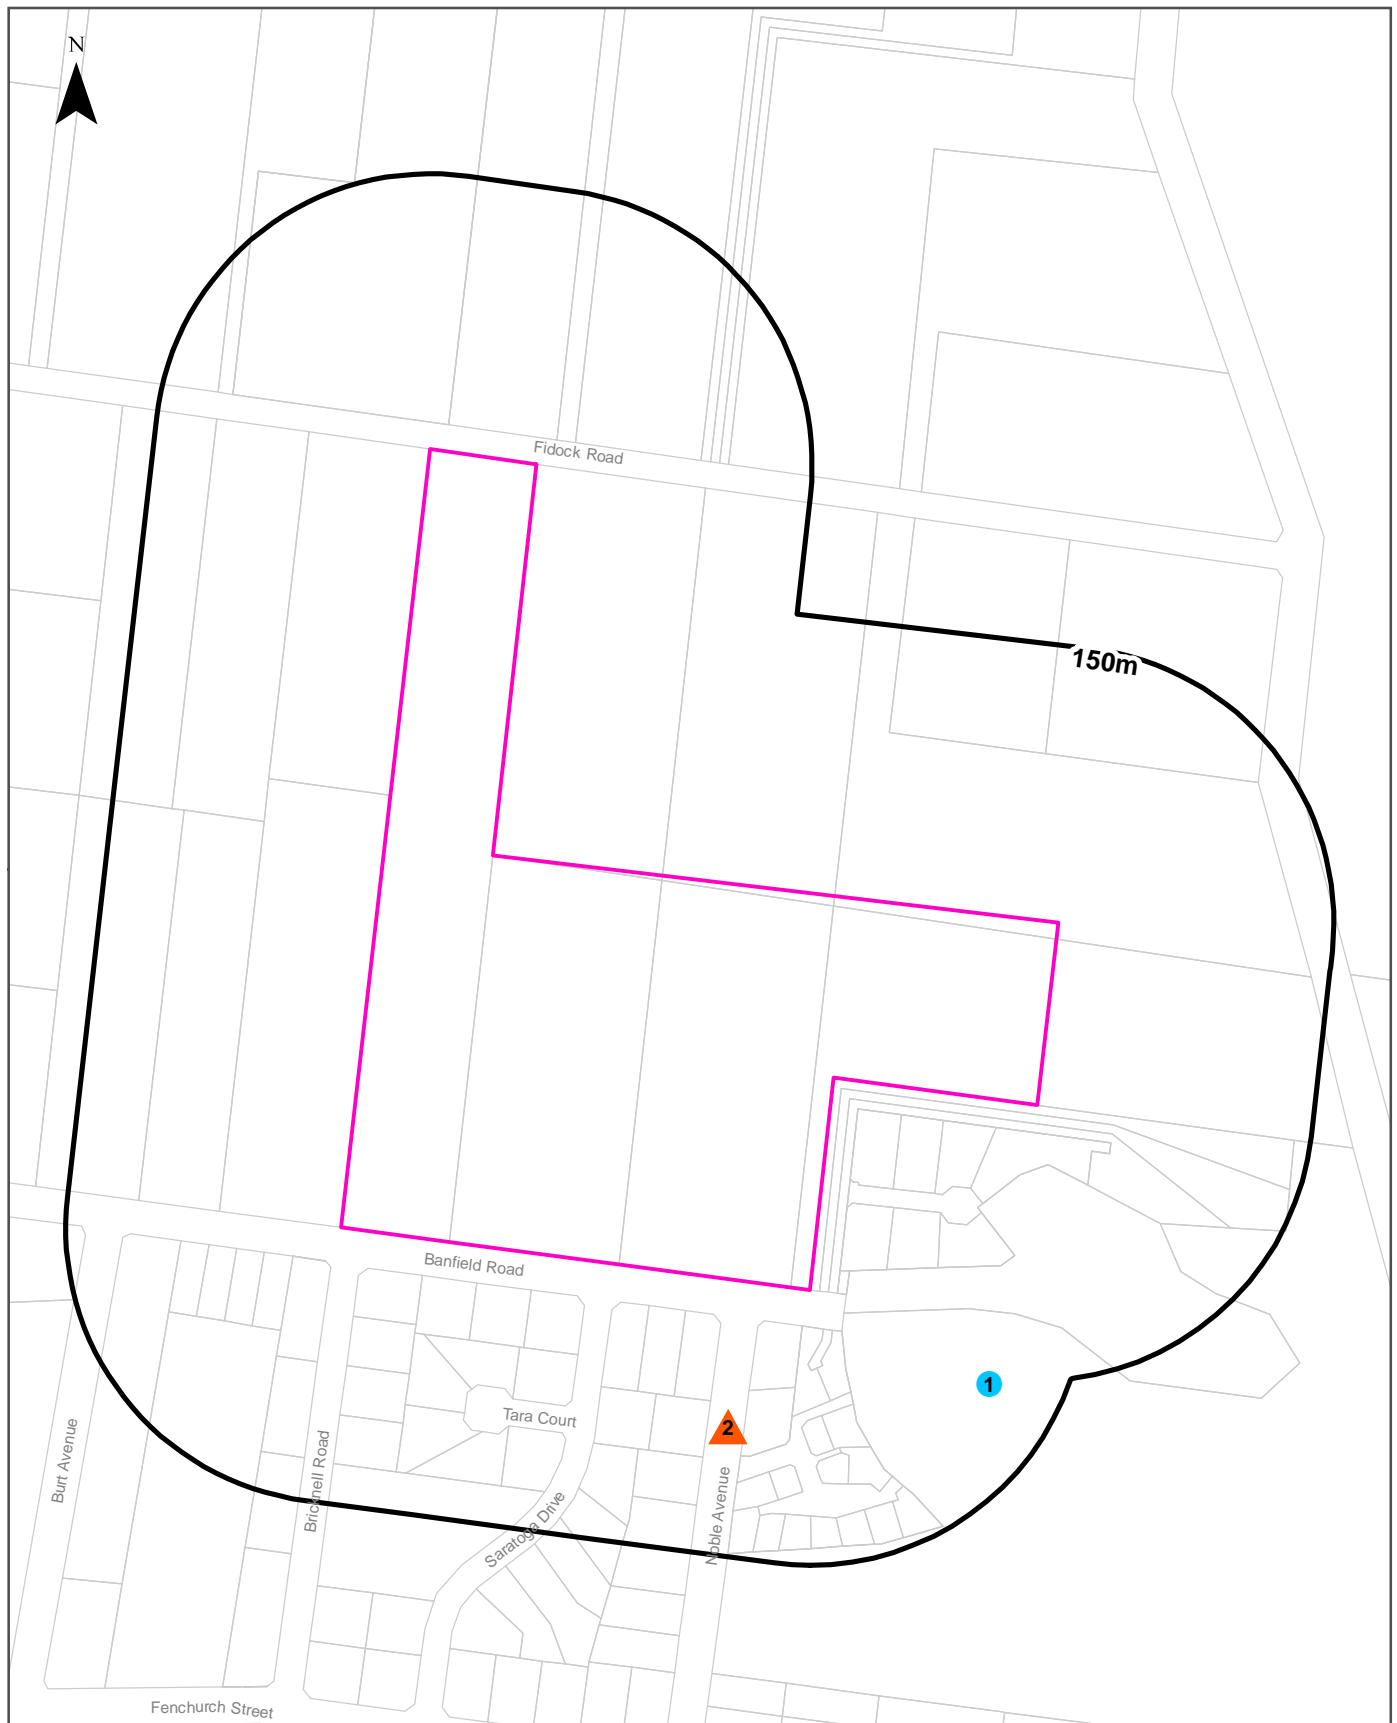 N
Fidock Road
150m
Banfield Road
1
Tara Court
2
Burt Avenue
Bricknell Road
Noble Avenue
Saratoga Drive
Fenchurch Street